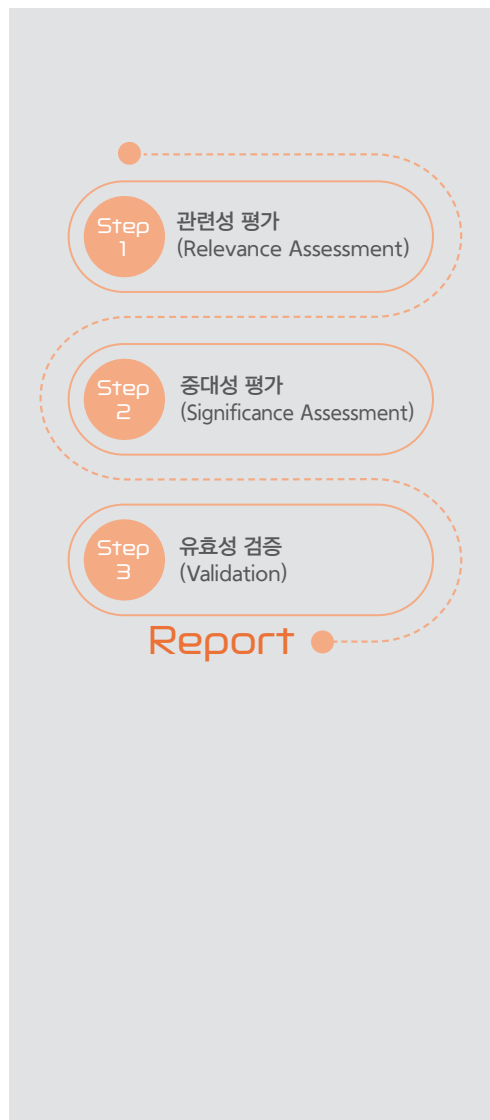 Step
1
관련성 평가
(Relevance Assessment)
Step
2
중대성 평가
(Significance Assessment)
Step
3
유효성 검증
(Validation)
Report